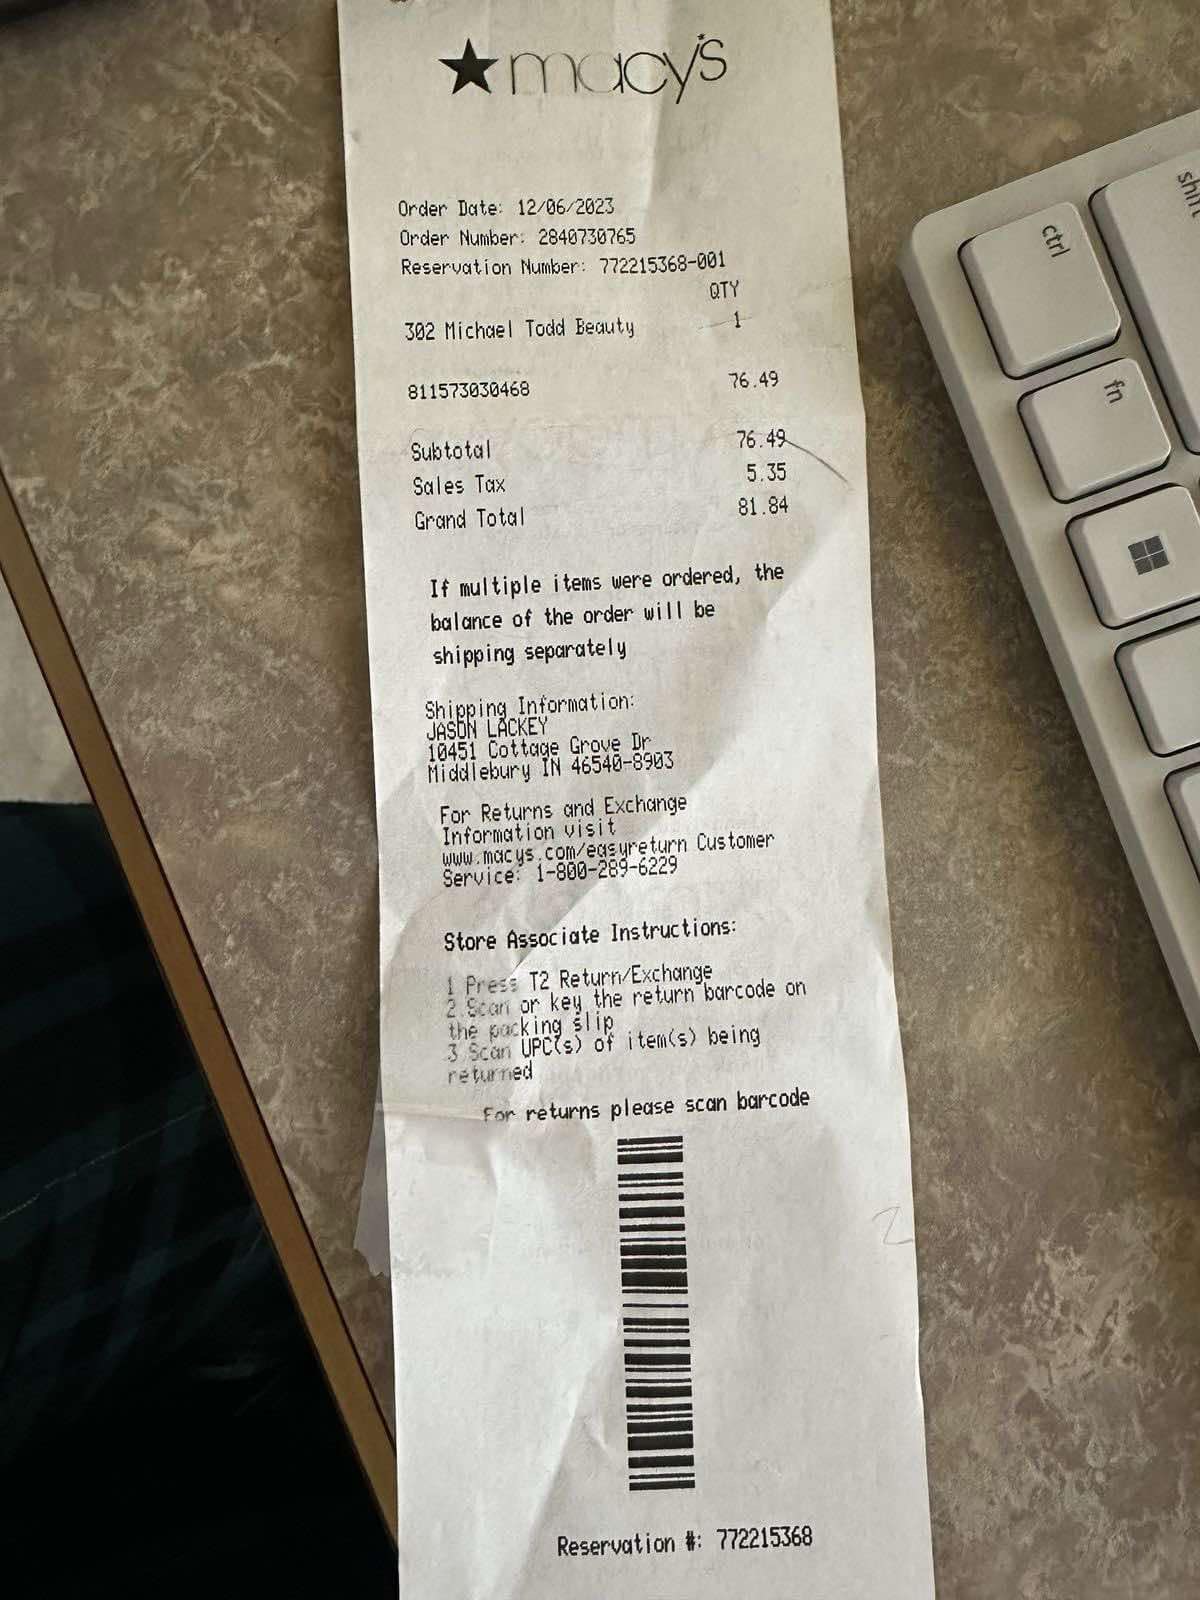 ★ macy's
Order Date: 12/06/2023
Order Number: 2840730765
Reservation Number: 772215368-001
QTY
302 Michael Todd Beauty 1
811573030468 76.49
Subtotal 76.49
Sales Tax 5.35
Grand Total 81.84
If multiple items were ordered, the
balance of the order will be
shipping separately
Shipping Information:
JASON LACKEY
10451 Cottage Grove Dr
Middlebury IN 46540-8903
For Returns and Exchange
Information visit
www.macys.com/easyreturn Customer
Service: 1-800-289-6229
Store Associate Instructions:
1 Press T2 Return/Exchange
2.Scan or key the return barcode on
the packing slip
3 Scan UPC(s) of item(s) being
returned
For returns please scan barcode
Reservation #: 772215368
shift
ctrl
fn